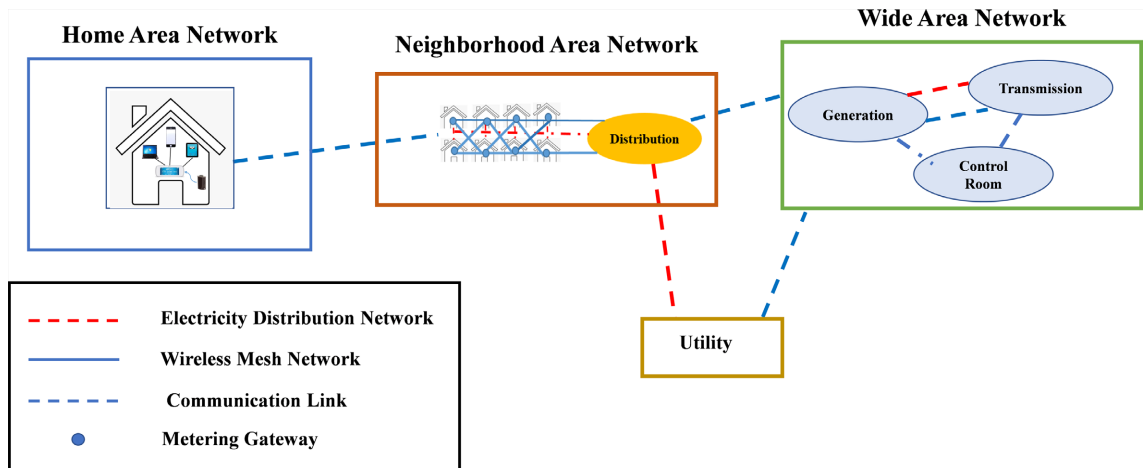 Home Area Network
Neighborhood Area Network
Wide Area Network
Generation
Transmission
Control
Room
Distribution
Utility
Electricity Distribution Network
Wireless Mesh Network
Communication Link
Metering Gateway